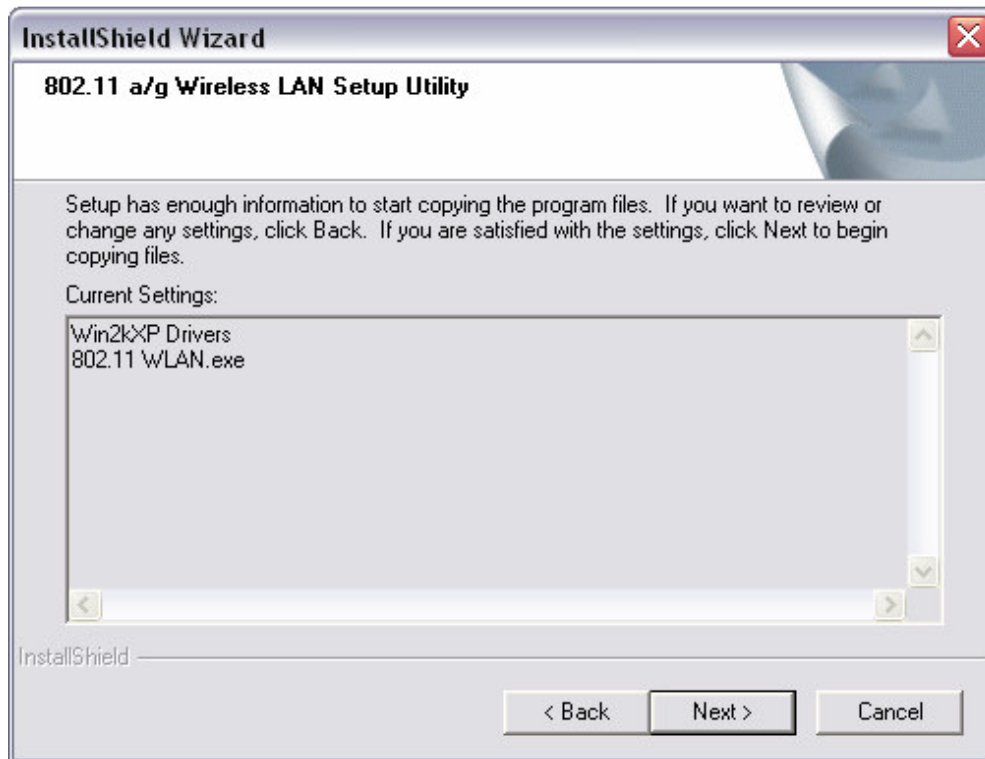 InstallShield Wizard
802.11 a/g Wireless LAN Setup Utility
Setup has enough information to start copying the program files.  If you want to review or
change any settings, click Back.  If you are satisfied with the settings, click Next to begin
copying files.
Current Settings:
Win2kXP Drivers
802.11 WLAN.exe
InstallShield
< Back
Next >
Cancel